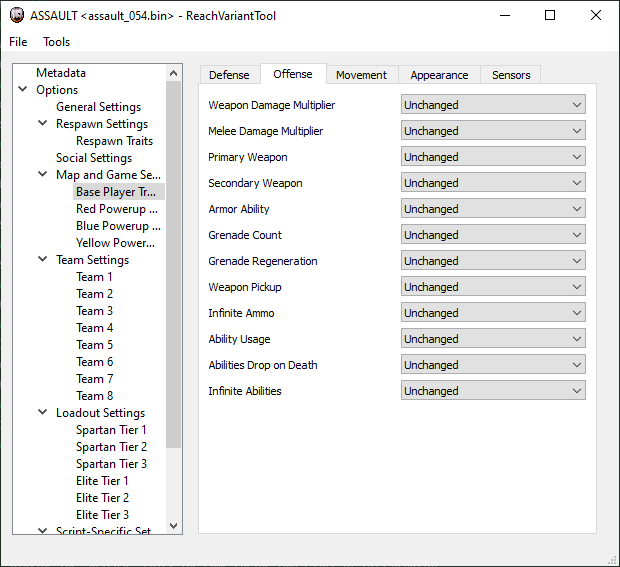 ASSAULT <assault_054.bin> - ReachVariantTool
File Tools
Metadata
Options
General Settings
Respawn Settings
Respawn Traits
Social Settings
Map and Game Se...
Base Player Tr...
Red Powerup ...
Blue Powerup ...
Yellow Power...
Team Settings
Team 1
Team 2
Team 3
Team 4
Team 5
Team 6
Team 7
Team 8
Loadout Settings
Spartan Tier 1
Spartan Tier 2
Spartan Tier 3
Elite Tier 1
Elite Tier 2
Elite Tier 3
Script-Specific Set...
Defense Offense Movement Appearance Sensors
Weapon Damage Multiplier Unchanged
Melee Damage Multiplier Unchanged
Primary Weapon Unchanged
Secondary Weapon Unchanged
Armor Ability Unchanged
Grenade Count Unchanged
Grenade Regeneration Unchanged
Weapon Pickup Unchanged
Infinite Ammo Unchanged
Ability Usage Unchanged
Abilities Drop on Death Unchanged
Infinite Abilities Unchanged